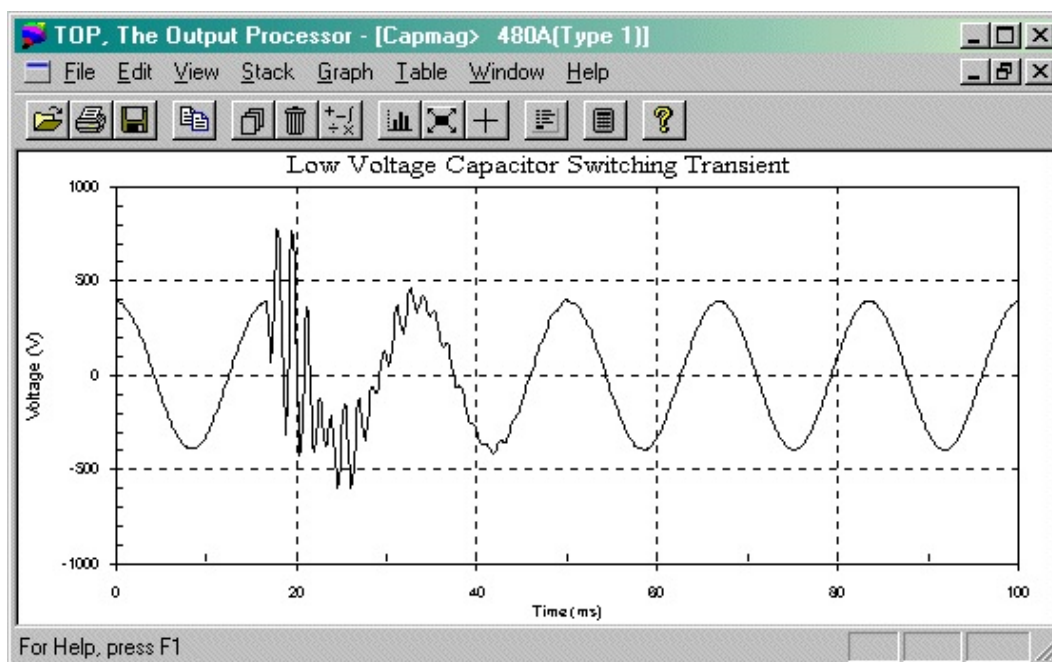 TOP, The Output Processor - [Capmag> 480A(Type 1)]
File Edit View Stack Graph Table Window Help
Low Voltage Capacitor Switching Transient
1000
500
0
-500
-1000
Voltage (V)
0 20 40 60 80 100
Time (ms)
For Help, press F1